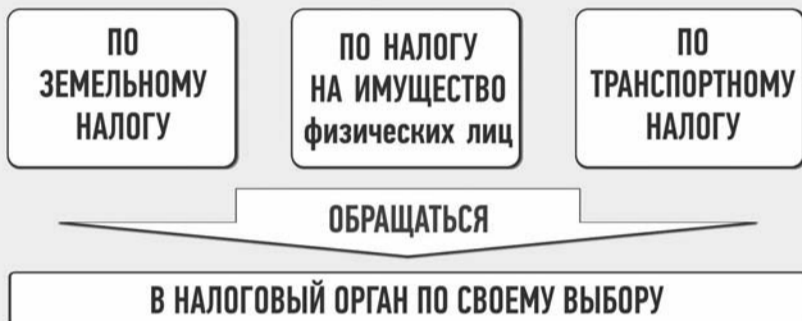 ПО
ЗЕМЕЛЬНОМУ
НАЛОГУ
ПО НАЛОГУ
НА ИМУЩЕСТВО
физических лиц
ПО
ТРАНСПОРТНОМУ
НАЛОГУ
ОБРАЩАТЬСЯ
В НАЛОГОВЫЙ ОРГАН ПО СВОЕМУ ВЫБОРУ